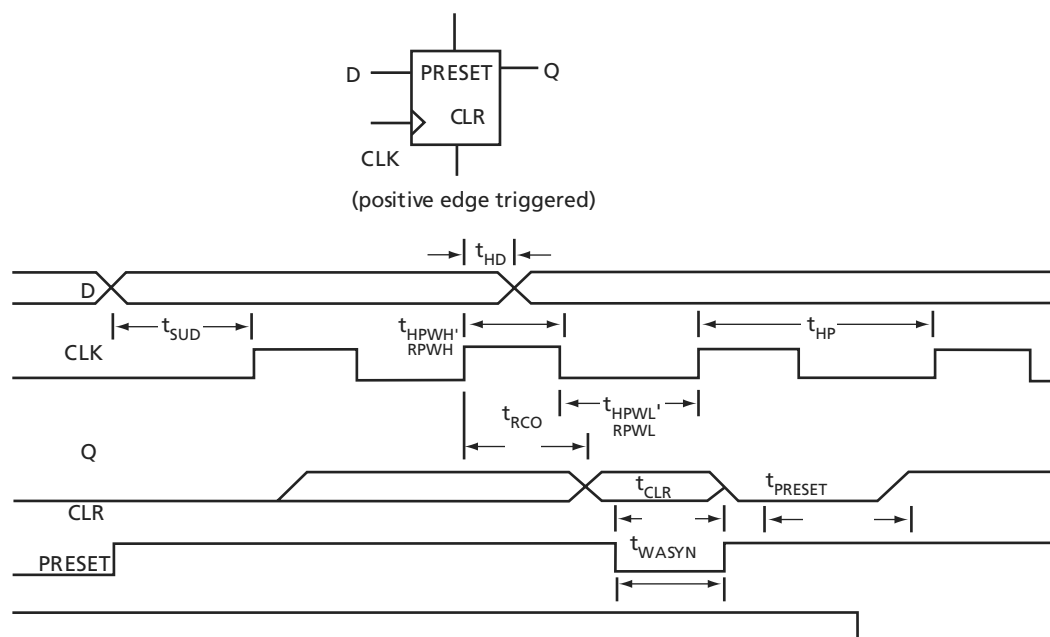 PRESET
D
Q
CLR
CLK
(positive edge triggered)
tHD
D
tSUD
tHPWH'
RPWH
tHP
CLK
tRCO
tHPWL'
RPWL
Q
tCLR
tPRESET
CLR
tWASYN
PRESET